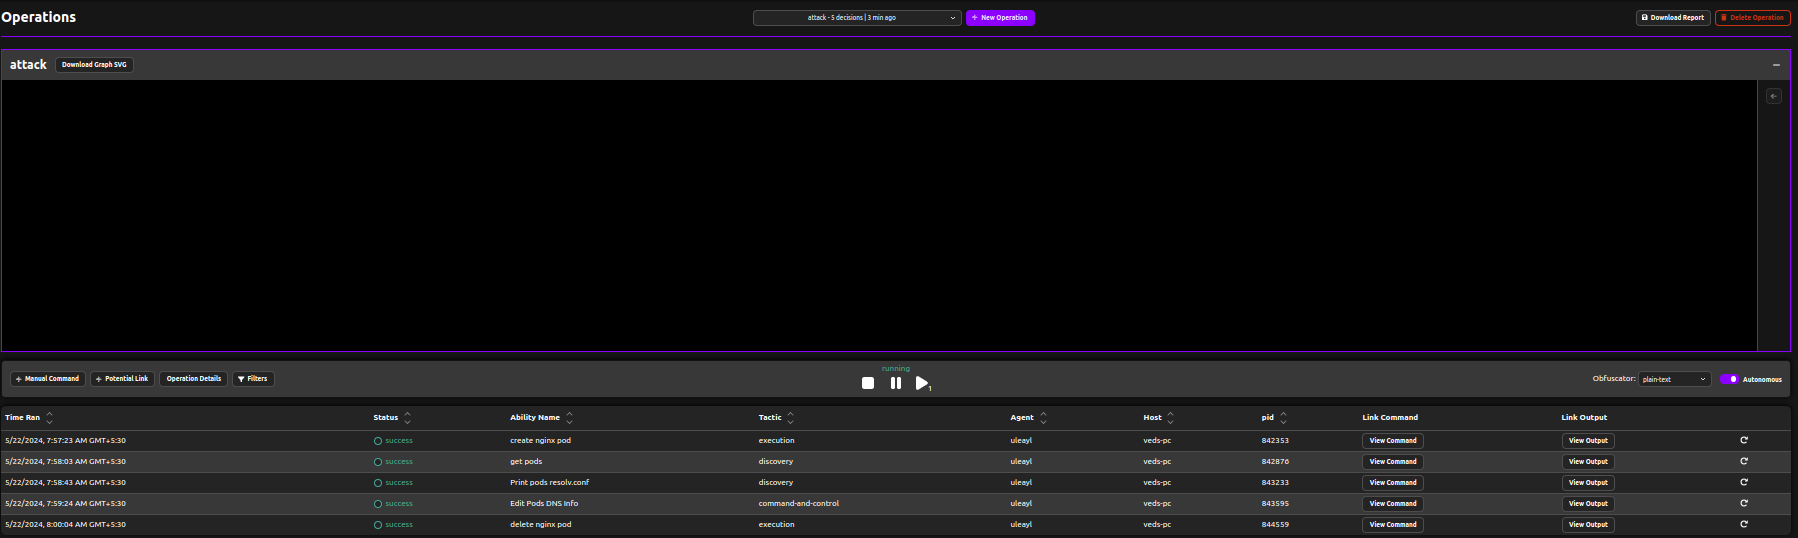 Operations
attack - 5 decisions | 3 min ago
+ New Operation
Download Report
Delete Operation
attack
Download Graph SVG
running
+ Manual Command
+ Potential Link
Operation Details
Filters
1
Obfuscator: plain-text
Autonomous
Time Ran Status Ability Name Tactic Agent Host pid Link Command Link Output
5/22/2024, 7:57:23 AM GMT+5:30 success create nginx pod execution uleayl veds-pc 842353 View Command View Output
5/22/2024, 7:58:03 AM GMT+5:30 success get pods discovery uleayl veds-pc 842876 View Command View Output
5/22/2024, 7:58:43 AM GMT+5:30 success Print pods resolv.conf discovery uleayl veds-pc 843233 View Command View Output
5/22/2024, 7:59:24 AM GMT+5:30 success Edit Pods DNS Info command-and-control uleayl veds-pc 843595 View Command View Output
5/22/2024, 8:00:04 AM GMT+5:30 success delete nginx pod execution uleayl veds-pc 844559 View Command View Output